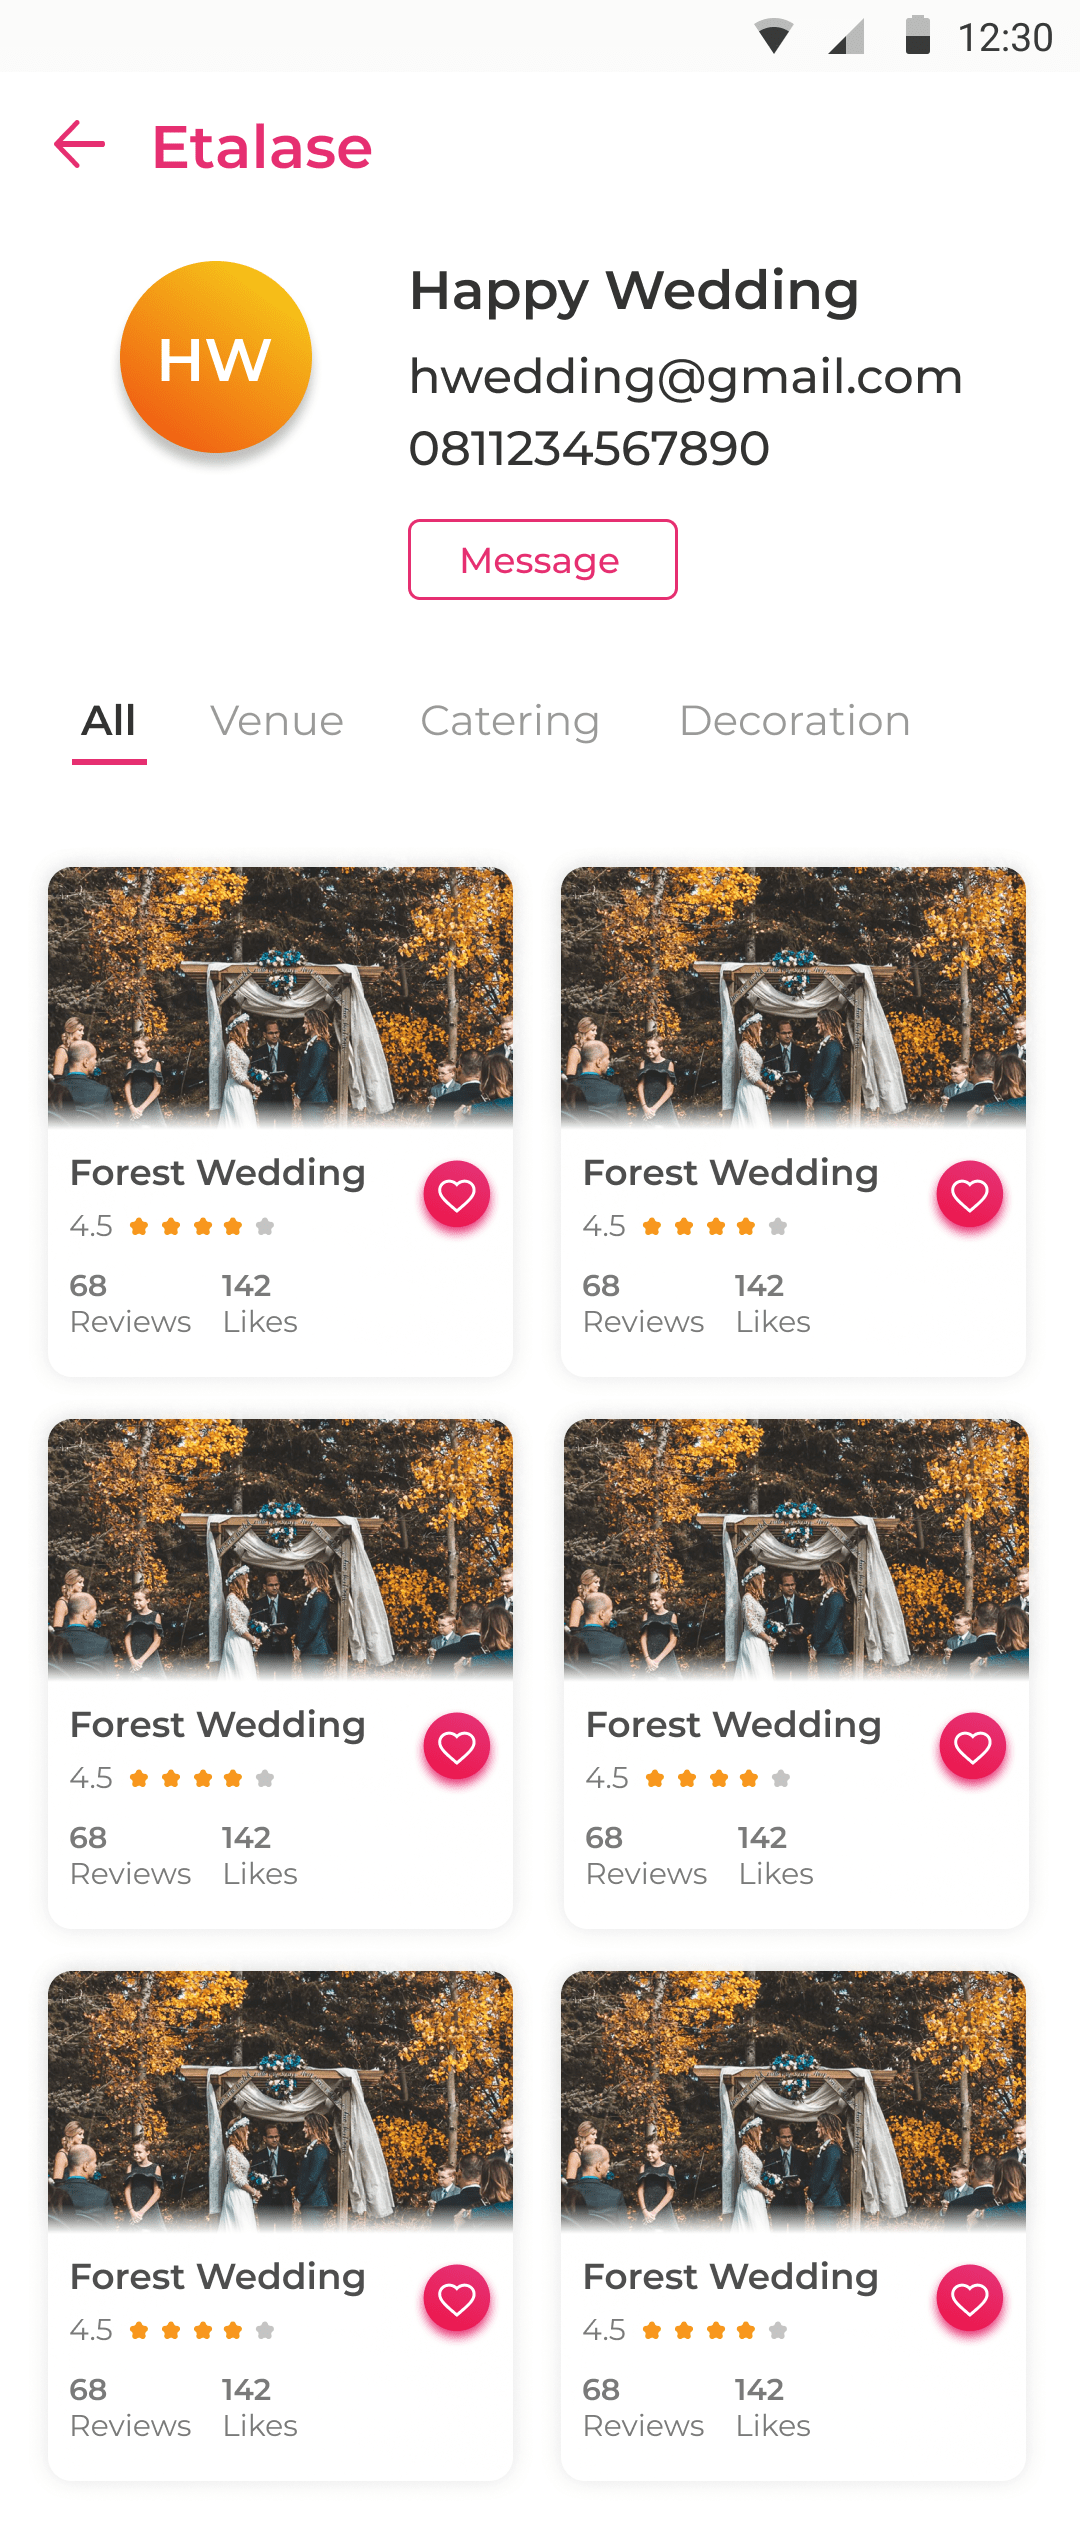 12:30
Etalase
HW
Happy Wedding
hwedding@gmail.com
0811234567890
Message
All Venue Catering Decoration
Forest Wedding
4.5
68 142
Reviews Likes
Forest Wedding
4.5
68 142
Reviews Likes
Forest Wedding
4.5
68 142
Reviews Likes
Forest Wedding
4.5
68 142
Reviews Likes
Forest Wedding
4.5
68 142
Reviews Likes
Forest Wedding
4.5
68 142
Reviews Likes